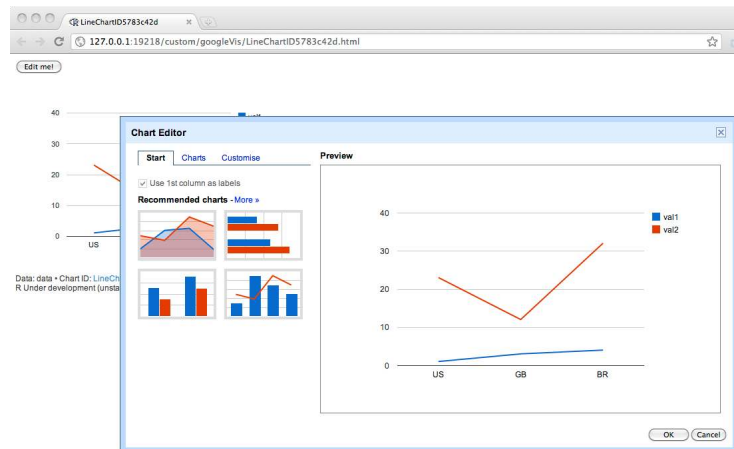 LineChartID5783c42d
127.0.0.1:19218/custom/googleVis/LineChartID5783c42d.html
Edit me!
40
30
20
10
0
US
Data: data • Chart ID: LineCh
R Under development (unsta
Chart Editor
Start Charts Customise
Use 1st column as labels
Recommended charts - More »
Preview
40
30
20
10
0
US GB BR
val1
val2
OK Cancel